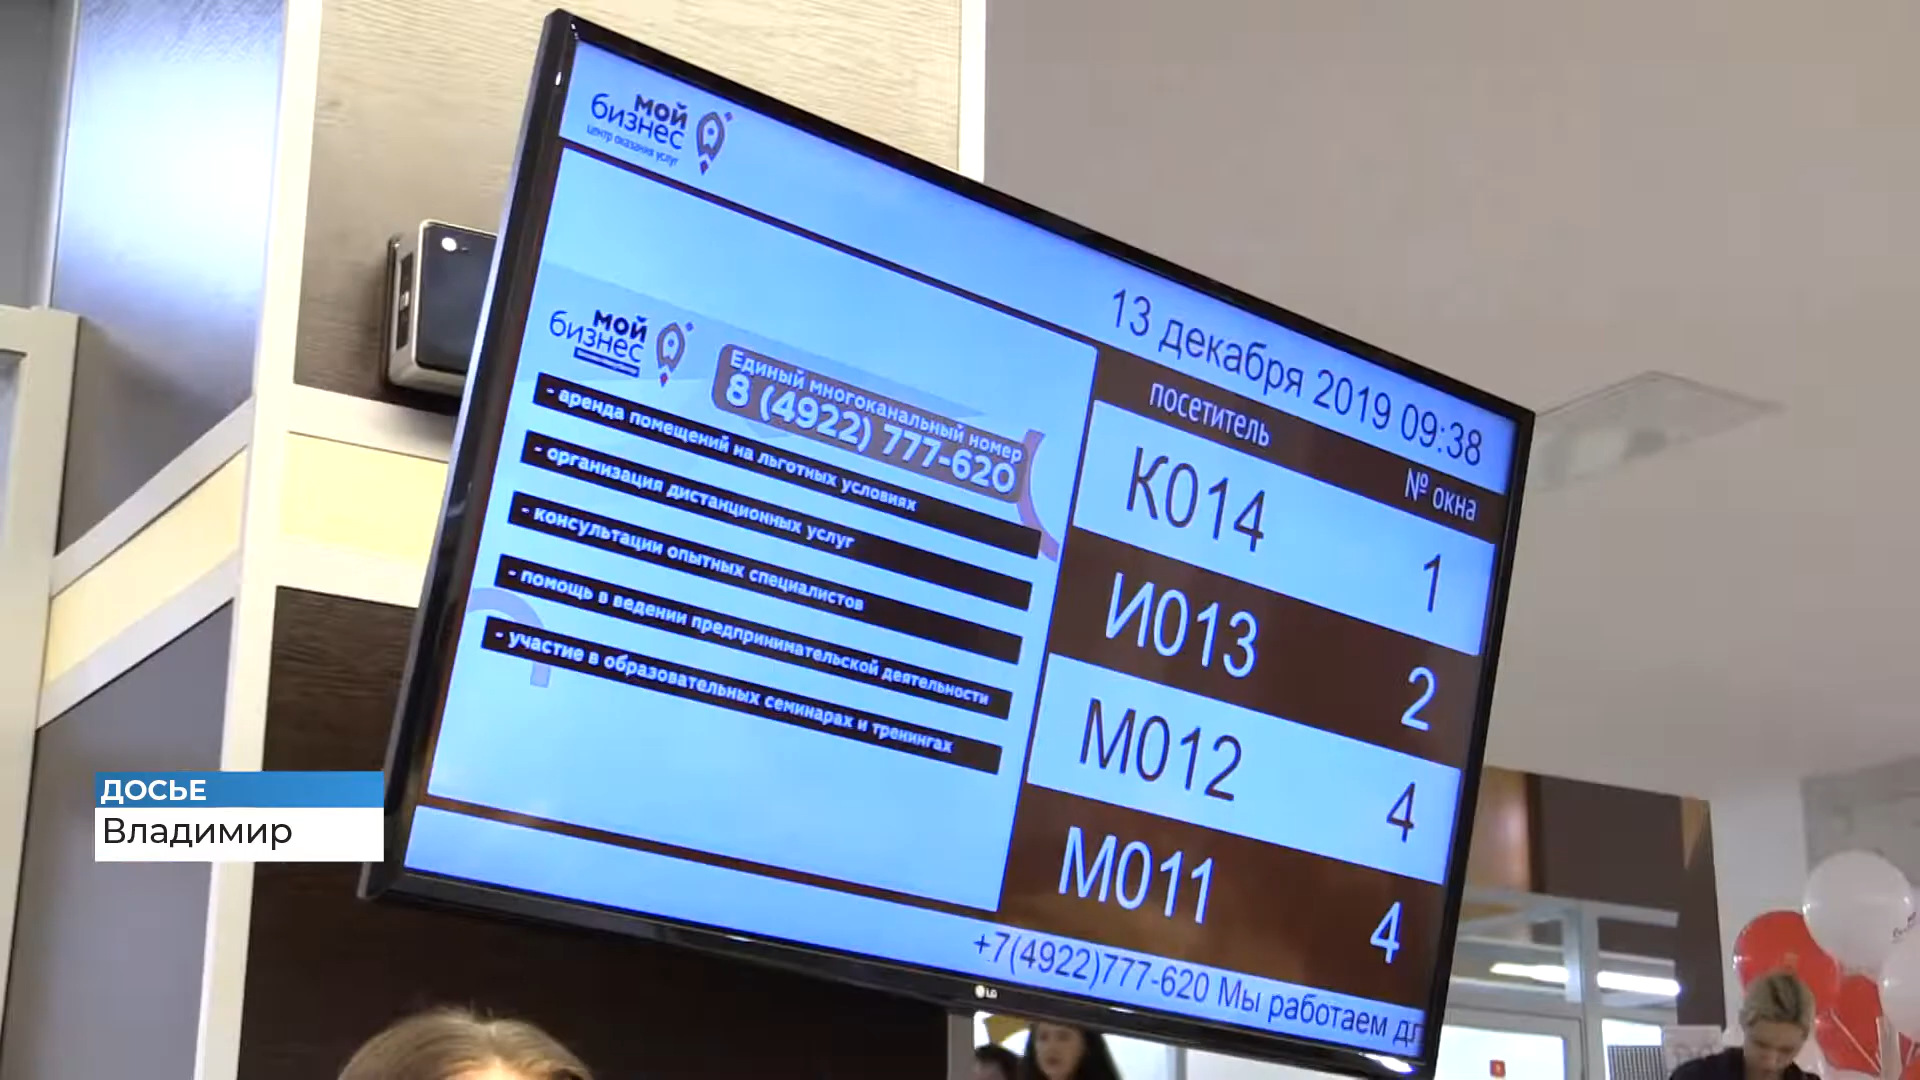 мой
бизнес
центр оказания услуг
13 декабря 2019 09:38
мой
бизнес
Единый многоканальный номер
8 (4922) 777-620
- аренда помещений на льготных условиях
- организация дистанционных услуг
- консультации опытных специалистов
- помощь в ведении предпринимательской деятельности
- участие в образовательных семинарах и тренингах
посетитель № окна
К014 1
И013 2
М012 4
М011 4
+7(4922)777-620 Мы работаем дл
LG
ДОСЬЕ
Владимир